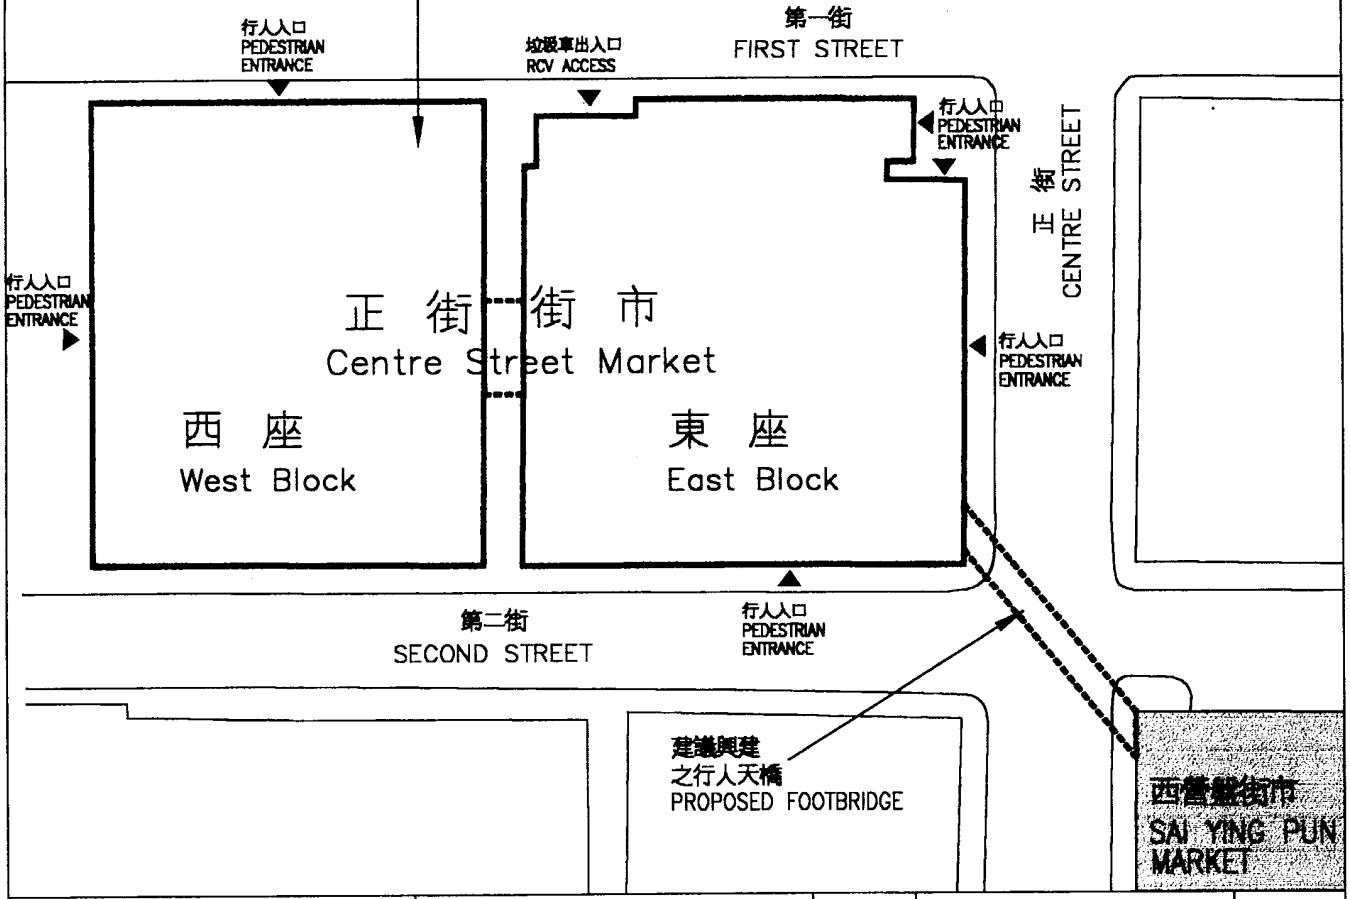 第一街
FIRST STREET
行人入口
PEDESTRIAN
ENTRANCE
垃圾車出入口
RCV ACCESS
行人入口
PEDESTRIAN
ENTRANCE
正街
CENTRE STREET
行人入口
PEDESTRIAN
ENTRANCE
正街街市
Centre Street Market
行人入口
PEDESTRIAN
ENTRANCE
西座
West Block
東座
East Block
第二街
SECOND STREET
行人入口
PEDESTRIAN
ENTRANCE
建議興建
之行人天橋
PROPOSED FOOTBRIDGE
西營盤街市
SAI YING PUN
MARKET